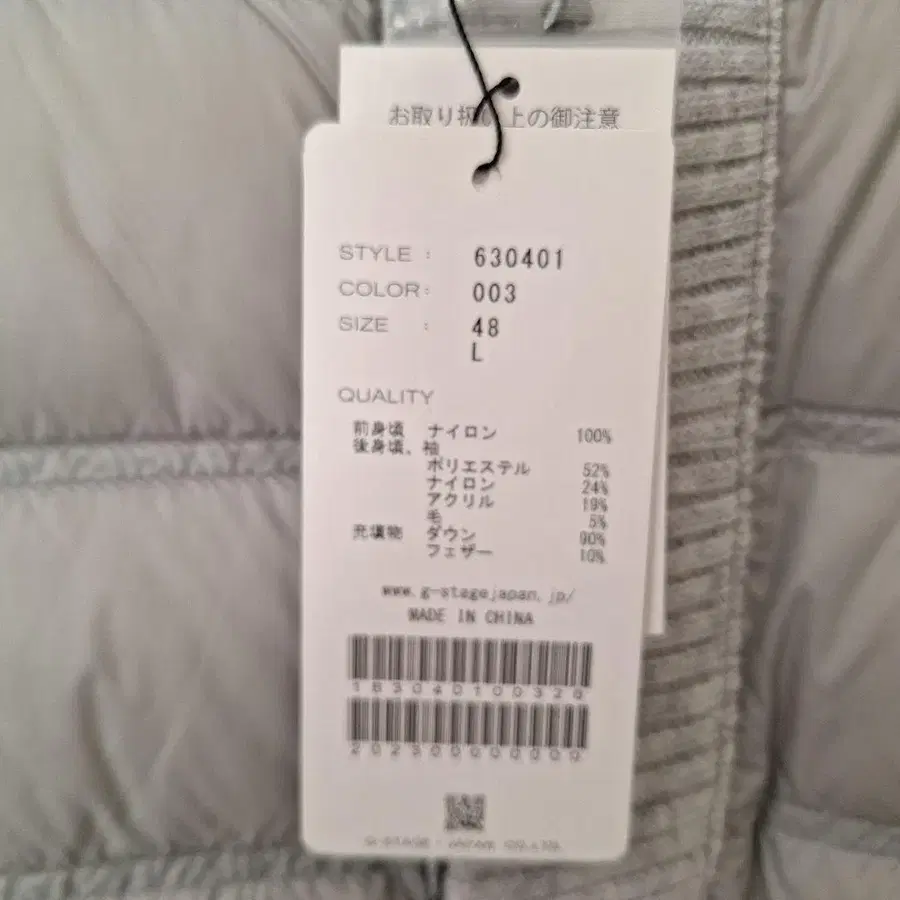 お取り扱い上の御注意
STYLE : 630401
COLOR: 003
SIZE : 48
L
QUALITY
前身頃 ナイロン 100%
後身頃、袖
ポリエステル 52%
ナイロン 24%
アクリル 19%
毛 5%
充填物 ダウン 90%
フェザー 10%
www.g-stagejapan.jp/
MADE IN CHINA
G-STAGE
CO.,LTD.